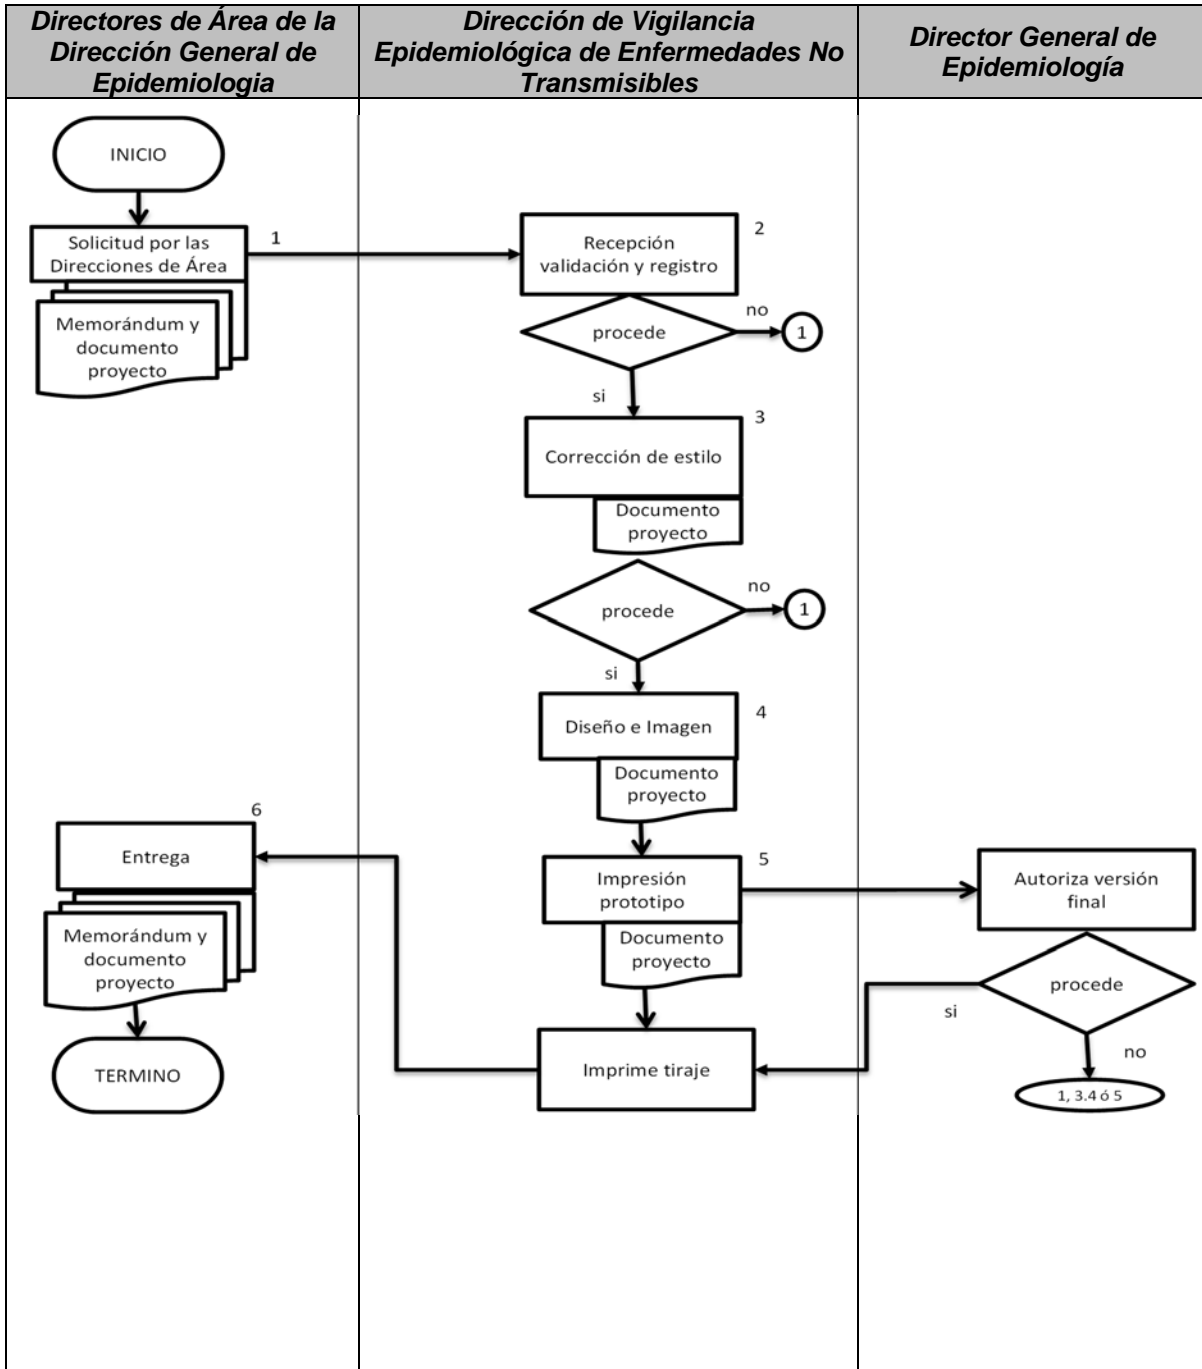 Directores de Área de la
Dirección General de
Epidemiologia
Dirección de Vigilancia
Epidemiológica de Enfermedades No
Transmisibles
Director General de
Epidemiología
INICIO
Solicitud por las
Direcciones de Área
1
Memorándum y
documento
proyecto
Recepción
validación y registro
2
procede
no
1
si
Corrección de estilo
3
Documento
proyecto
procede
no
1
si
Diseño e Imagen
4
Documento
proyecto
Impresión
prototipo
5
Documento
proyecto
Autoriza versión
final
procede
si
no
1, 3.4 ó 5
Imprime tiraje
6
Entrega
Memorándum y
documento
proyecto
TERMINO